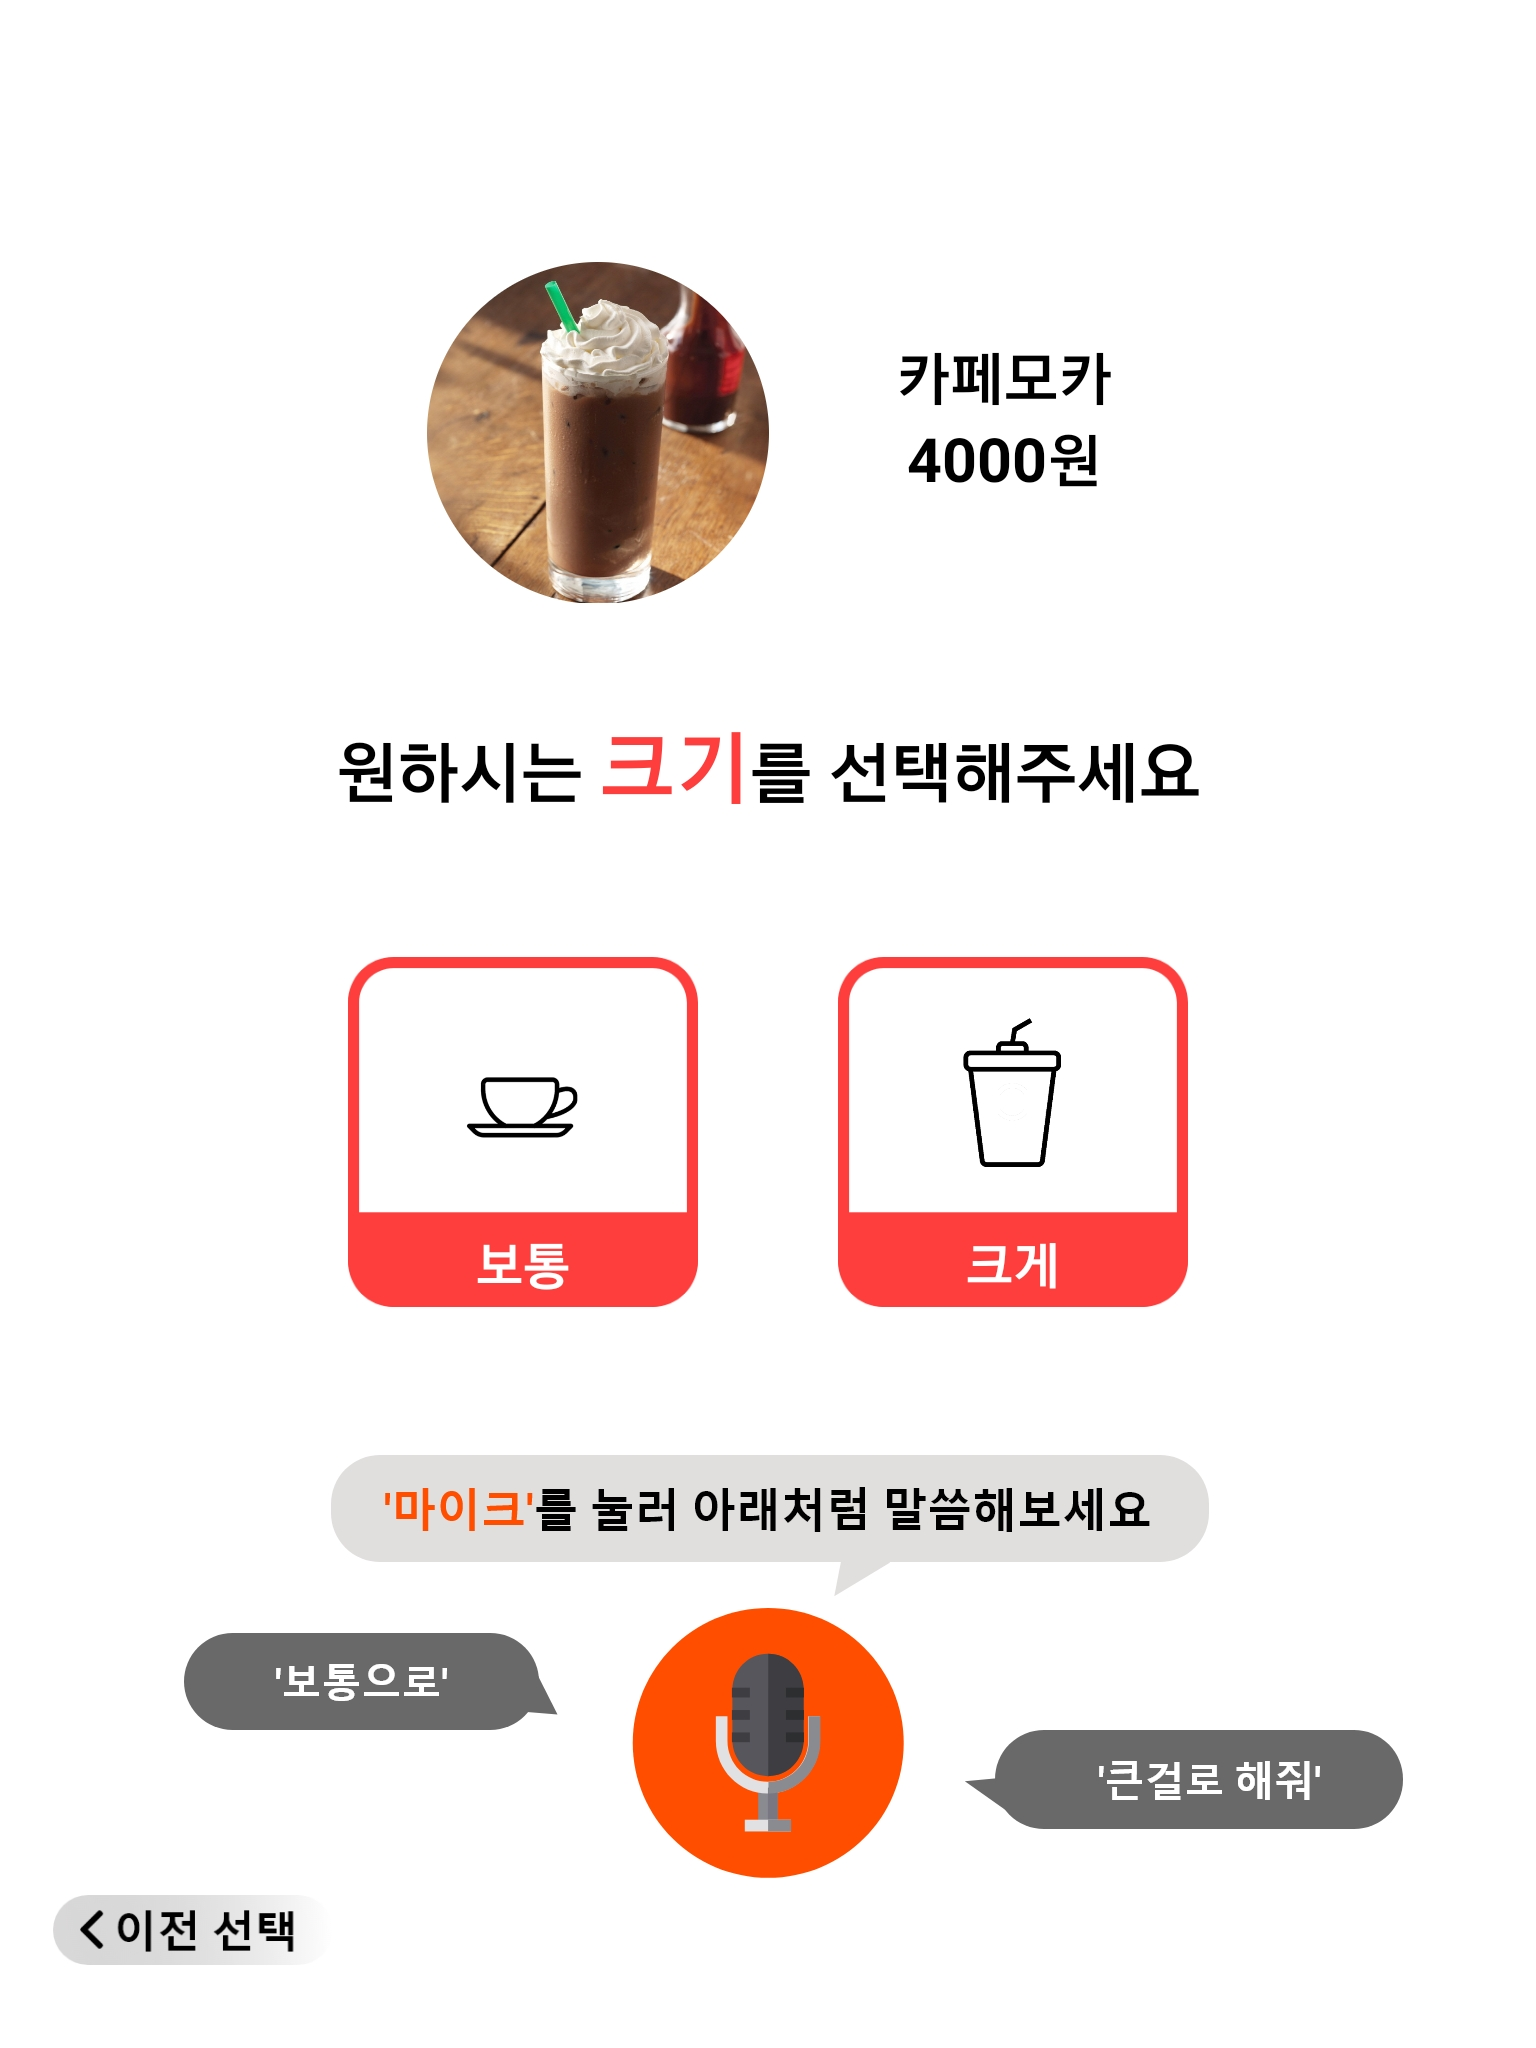 카페모카
4000원
원하시는 크기를 선택해주세요
보통
크게
'마이크'를 눌러 아래처럼 말씀해보세요
'보통으로'
'큰걸로 해줘'
이전 선택